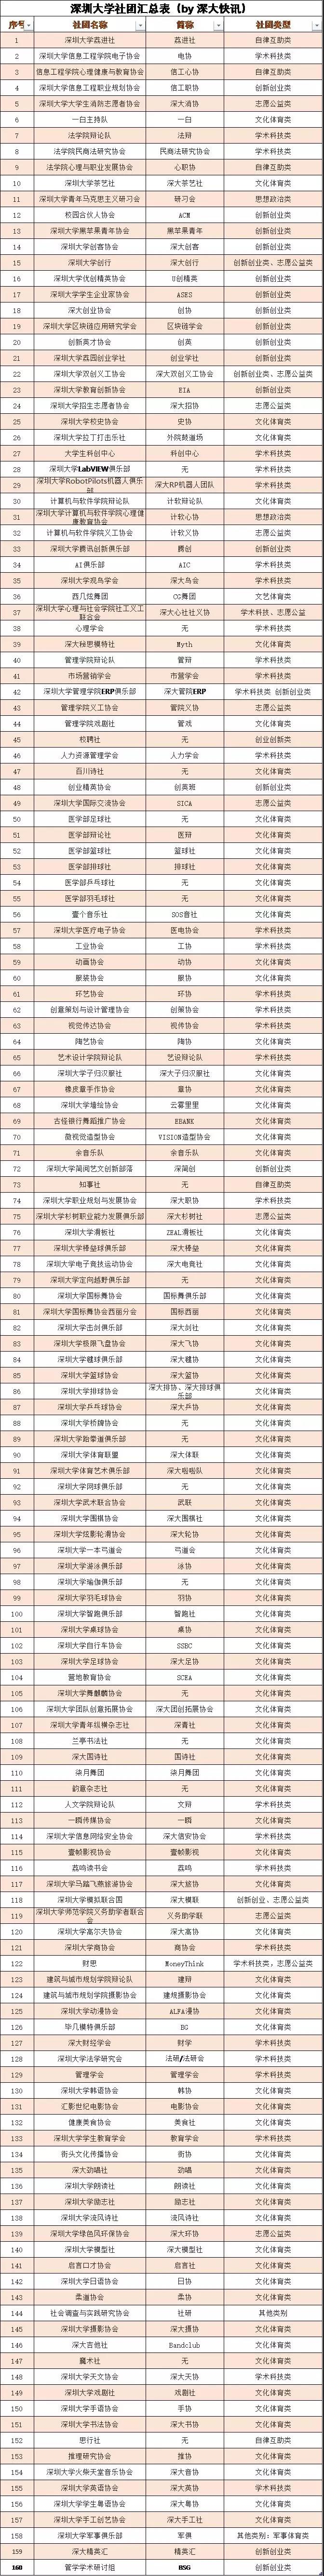 深圳大学社团汇总表（by 深大快讯）
序号 社团名称 简称 社团类型
1 深圳大学荔进社 荔进社 自律互助类
2 深圳大学信息工程学院电子协会 电协 学术科技类
3 信息工程学院心理健康与教育协会 信工心协 自律互助类
4 深圳大学信息工程学院职业规划协会 信工职协 创新创业类
5 深圳大学大学生消防志愿者协会 深大消协 志愿公益类
6 一白主持队 一白 文化体育类
7 法学院辩论队 法辩 学术科技类
8 法学院民商法研究协会 民商法研究协会 学术科技类
9 法学院心理与职业发展协会 心职协 自律互助类
10 深圳大学茶艺社 深大茶艺社 文化体育类
11 深圳大学青年马克思主义研习会 研习会 思想政治类
12 校园合伙人协会 ACM 创新创业类
13 深圳大学黑苹果青年协会 黑苹果青年 创新创业类
14 深圳大学创客协会 深大创客 创新创业类
15 深圳大学创行 深大创行 创新创业类、志愿公益类
16 深圳大学优创精英协会 U创精英 创新创业类
17 深圳大学学生企业家协会 ASES 创新创业类
18 深大创业协会 创协 创新创业类
19 深圳大学区块链应用研究学会 区块链学会 创新创业类
20 创新英才协会 创英 创新创业类
21 深圳大学荔园创业学社 创业学社 创新创业类
22 深圳大学双创义工协会 深大双创义工协会 创新创业类、志愿公益类
23 深圳大学教育创新协会 EIA 创新创业类
24 深圳大学招生志愿者协会 深大招协 志愿公益类
25 深圳大学校史协会 史协 文化体育类
26 深圳大学拉丁打击乐社 外院鼓道场 文化体育类
27 大学生科创中心 科创中心 学术科技类
28 深圳大学LabVIEW俱乐部 无 学术科技类
29 深圳大学RobotPilots机器人俱乐部 深大RP机器人团队 学术科技类
30 计算机与软件学院辩论队 计软辩论队 文化体育类
31 深圳大学计算机与软件学院心理健康教育协会 计软心协 思想政治类
32 计算机与软件学院义工协会 计软义协 志愿公益类
33 深圳大学腾讯创新俱乐部 腾创 创新创业类
34 AI俱乐部 AIC 学术科技类
35 深圳大学观鸟学会 深大鸟会 学术科技类
36 西凡炫舞团 CG舞团 文艺体育类
37 深圳大学心理与社会学院社工义工联合会 深大心社社义协 学术科技、志愿公益
38 心理学会 无 学术科技类
39 深大秘思模特社 Myth 文化体育类
40 管理学院辩论队 管辩 学术科技类
41 市场营销学会 市营学会 学术科技类
42 深圳大学管理学院ERP俱乐部 深大管院ERP 学术科技类 创新创业类
43 管理学院义工协会 管院义协 志愿公益类
44 管理学院戏剧社 管戏 文化体育类
45 校聘社 无 创业创新类
46 人力资源管理学会 人力学会 学术科技类
47 百川诗社 无 文化体育类
48 创业精英协会 创英班 创新创业类
49 深圳大学国际交流协会 SICA 志愿公益类
50 医学部足球社 无 文化体育类
51 医学部辩论社 医辩 文化体育类
52 医学部篮球社 篮球社 文化体育类
53 医学部排球社 排球社 文化体育类
54 医学部乒乓球社 无 文化体育类
55 医学部羽毛球社 无 文化体育类
56 壹个音乐社 SOS音社 文化体育类
57 深圳大学医疗电子协会 医电协会 学术科技类
58 工业协会 工协 学术科技类
59 动画协会 动协 文化体育类
60 服装协会 服协 文化体育类
61 环艺协会 环协 学术科技类
62 创意策划与设计管理协会 创策协会 学术科技类
63 视觉传达协会 视传协会 学术科技类
64 陶艺协会 陶协 文化体育类
65 艺术设计学院辩论队 艺设辩论队 学术科技类
66 深圳大学子归汉服社 深大子归汉服社 文化体育类
67 橡皮章手作协会 章协 文化体育类
68 深圳大学墙绘协会 云雾里里 文化体育类
69 古怪银行舞蹈推广协会 EBANK 文化体育类
70 微视觉造型协会 VISION造型协会 文化体育类
71 余音乐队 余音乐队 文化体育类
72 深圳大学简阅艺文创新部落 深简创 创新创业类
73 知事社 无 自律互助类
74 深圳大学职业规划与发展协会 深大职协 学术科技类
75 深圳大学杉树职业能力发展俱乐部 深大杉树社 志愿公益类
76 深圳大学滑板社 ZEAL滑板社 文化体育类
77 深圳大学棒垒球俱乐部 深大棒垒 文化体育类
78 深圳大学电子竞技运动协会 深大电竞社 文化体育类
79 深圳大学定向越野俱乐部 无 文化体育类
80 深圳大学国标舞协会 国标舞俱乐部 文化体育类
81 深圳大学国标舞协会西丽分会 国标西丽 文化体育类
82 深圳大学击剑俱乐部 深大剑社 文化体育类
83 深圳大学极限飞盘协会 深大飞协 文化体育类
84 深圳大学毽球俱乐部 深大毽协 文化体育类
85 深圳大学篮球协会 深大篮协 文化体育类
86 深圳大学排球协会 深大排协、深大排球俱乐部 文化体育类
87 深圳大学乒乓球协会 深大乒协 文化体育类
88 深圳大学桥牌协会 无 文化体育类
89 深圳大学跆拳道俱乐部 无 文化体育类
90 深圳大学体育联盟 深大体联 文化体育类
91 深圳大学体育艺术俱乐部 深大啦啦队 文化体育类
92 深圳大学网球俱乐部 无 文化体育类
93 深圳大学武术联合协会 武联 文化体育类
94 深圳大学围棋协会 深大围棋社 文化体育类
95 深圳大学炫影轮滑协会 深大轮协 文化体育类
96 深圳大学一本弓道会 弓道会 文化体育类
97 深圳大学游泳俱乐部 泳协 文化体育类
98 深圳大学瑜伽俱乐部 无 文化体育类
99 深圳大学羽毛球协会 羽协 文化体育类
100 深圳大学智跑俱乐部 智跑社 文化体育类
101 深圳大学桌球协会 桌协 文化体育类
102 深圳大学自行车协会 SSBC 文化体育类
103 深圳大学足球协会 深大足协 文化体育类
104 营地教育协会 SCEA 文化体育类
105 深圳大学舞麒麟协会 无 文化体育类
106 深圳大学团队创意拓展协会 深大团创拓展协会 文化体育类
107 深圳大学青年续横杂志社 深青社 文化体育类
108 兰亭书法社 无 文化体育类
109 深大国诗社 国诗社 文化体育类
110 柒月舞团 柒月舞团 文化体育类
111 韵意杂志社 无 文化体育类
112 人文学院辩论队 文辩 学术科技类
113 一瞬传媒协会 一瞬 文化体育类
114 深圳大学信息网络安全协会 深大信安协会 学术科技类
115 壹帧影视协会 壹帧影视 文化体育类
116 荔鸣读书会 荔鸣 学术科技类
117 深圳大学马踏飞燕旅游协会 深大旅协 文化体育类
118 深圳大学模拟联合国 深大模联 创新创业、志愿公益类
119 深圳大学师范学院义务助学者联合会 义务助学联 志愿公益类
120 深圳大学高尔夫协会 深大高协 文化体育类
121 深圳大学商协会 商协会 学术科技类
122 财思 MoneyThink 学术科技类，志愿公益类
123 建筑与城市规划学院辩论队 建辩 文化体育类
124 建筑与城市规划学院摄影协会 建规摄影协会 文化体育类
125 深圳大学动漫协会 ALFA漫协 文化体育类
126 毕凡模特俱乐部 BG 文化体育类
127 深大财经学会 财学 学术科技类
128 深圳大学法学研究会 法研/法研会 学术科技类
129 管理学会 管理学会 学术科技类
130 深圳大学韩语协会 韩协 文化体育类
131 汇影世纪电影协会 电影协会 文化体育类
132 健康美食协会 美食社 文化体育类
133 深圳大学学生教育学会 教育学会 学术科技类
134 街头文化传播协会 街协 文化体育类
135 深大劲唱社 劲唱 文化体育类
136 深圳大学朗读社 朗读社 文化体育类
137 深圳大学励志社 励志社 文化体育类
138 深圳大学浇风诗社 浇风诗社 文化体育类
139 深圳大学绿色风环保协会 深大环协 志愿公益类
140 深圳大学模型社 深大模型社 文化体育类
141 启言口才协会 启言社 文化体育类
142 深圳大学日语协会 日协 文化体育类
143 柔道协会 柔协 文化体育类
144 社会调查与实践研究协会 社研 其他类别
145 深圳大学摄影协会 深大摄协 文化体育类
146 深大吉他社 Bandclub 文化体育类
147 魔术社 无 文化体育类
148 深圳大学天文协会 深大天协 学术科技类
149 深圳大学戏剧社 戏剧社 文化体育类
150 深圳大学手语协会 手协 文化体育类
151 深圳大学书法协会 深大书协 文化体育类
152 思行社 无 自律互助类
153 推理研究协会 推协 文化体育类
154 深圳大学火柴天堂音乐协会 深大音协 文化体育类
155 深圳大学英语协会 深大英协 学术科技类
156 深圳大学学生粤语协会 深大粤协 文化体育类
157 深圳大学手工创艺协会 深大手工社 文化体育类
158 深圳大学军事俱乐部 军俱 其他类别：军事体育类
159 深大精英汇 精英汇 创新创业类
160 管学学术研讨组 BSG 创新创业类